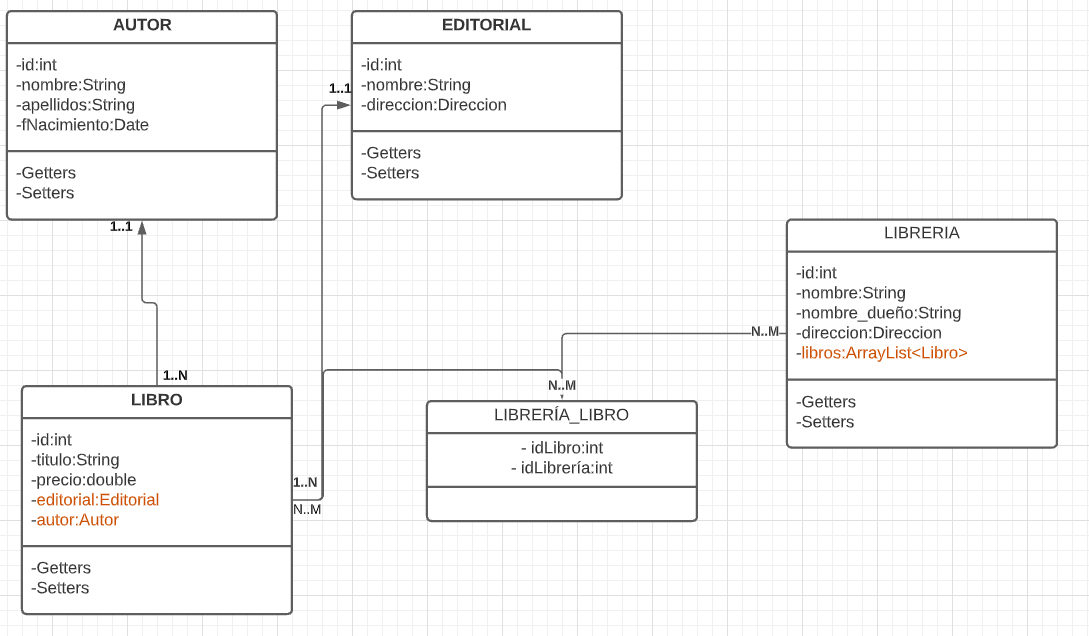 AUTOR
-id:int
-nombre:String
-apellidos:String
-fNacimiento:Date
-Getters
-Setters
1..1
EDITORIAL
-id:int
-nombre:String
-direccion:Direccion
-Getters
-Setters
1..1
LIBRERIA
-id:int
-nombre:String
-nombre_dueño:String
-direccion:Direccion
-libros:ArrayList<Libro>
-Getters
-Setters
N..M
1..N
LIBRO
-id:int
-titulo:String
-precio:double
-editorial:Editorial
-autor:Autor
-Getters
-Setters
1..N
N..M
N..M
LIBRERÍA_LIBRO
- idLibro:int
- idLibrería:int